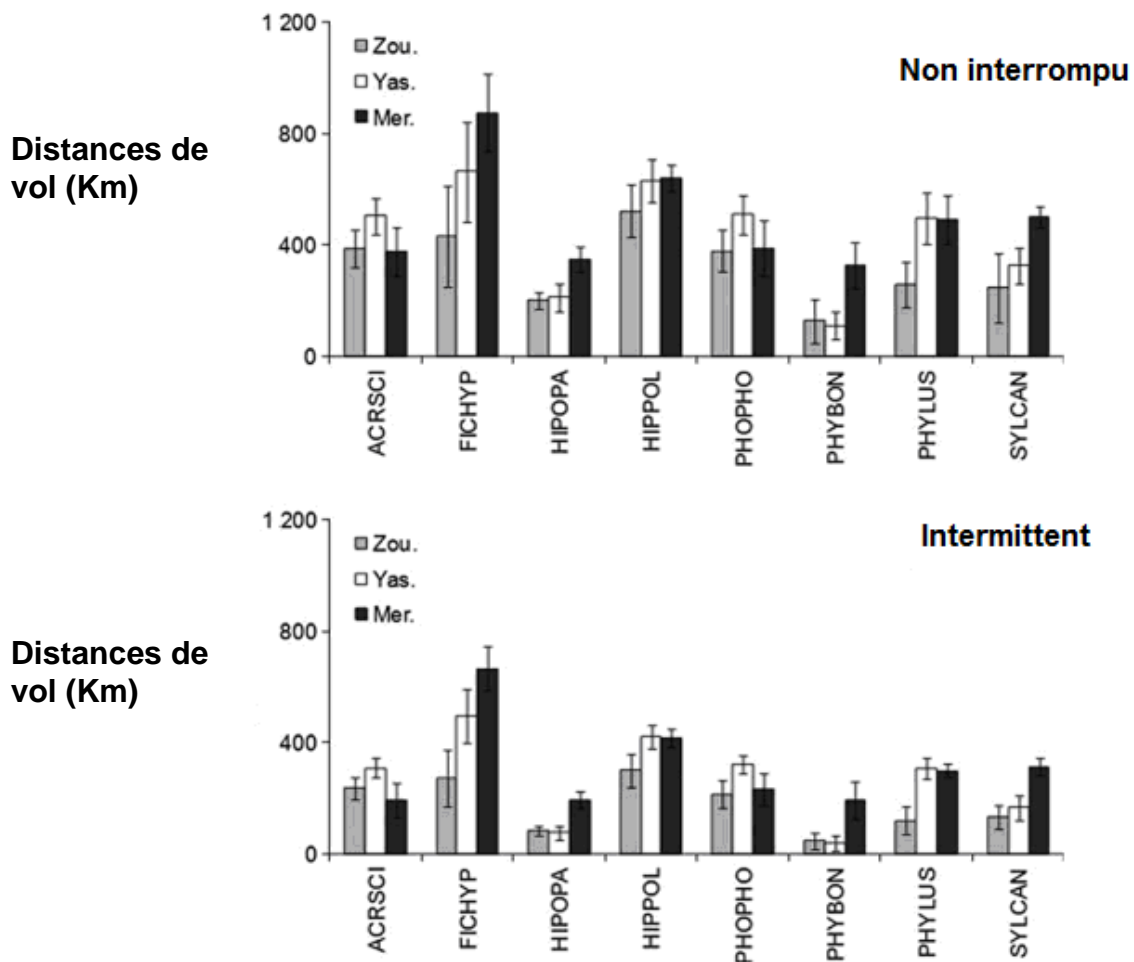 1 200
Zou.
Yas.
Mer.
Non interrompu
Distances de
vol (Km)
800
400
0
ACRSCI
FICHYP
HIPOPA
HIPPOL
PHOPHO
PHYBON
PHYLUS
SYLCAN
1 200
Zou.
Yas.
Mer.
Intermittent
Distances de
vol (Km)
800
400
0
ACRSCI
FICHYP
HIPOPA
HIPPOL
PHOPHO
PHYBON
PHYLUS
SYLCAN